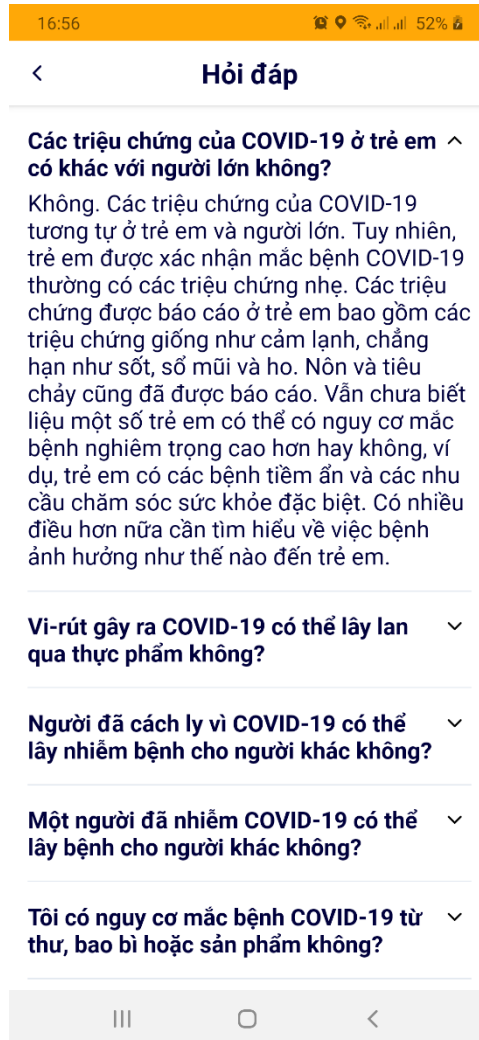 16:56
52%
Hỏi đáp
Các triệu chứng của COVID-19 ở trẻ em
có khác với người lớn không?
Không. Các triệu chứng của COVID-19
tương tự ở trẻ em và người lớn. Tuy nhiên,
trẻ em được xác nhận mắc bệnh COVID-19
thường có các triệu chứng nhẹ. Các triệu
chứng được báo cáo ở trẻ em bao gồm các
triệu chứng giống như cảm lạnh, chẳng
hạn như sốt, sổ mũi và ho. Nôn và tiêu
chảy cũng đã được báo cáo. Vẫn chưa biết
liệu một số trẻ em có thể có nguy cơ mắc
bệnh nghiêm trọng cao hơn hay không, ví
dụ, trẻ em có các bệnh tiềm ẩn và các nhu
cầu chăm sóc sức khỏe đặc biệt. Có nhiều
điều hơn nữa cần tìm hiểu về việc bệnh
ảnh hưởng như thế nào đến trẻ em.
Vi-rút gây ra COVID-19 có thể lây lan
qua thực phẩm không?
Người đã cách ly vì COVID-19 có thể
lây nhiễm bệnh cho người khác không?
Một người đã nhiễm COVID-19 có thể
lây bệnh cho người khác không?
Tôi có nguy cơ mắc bệnh COVID-19 từ
thư, bao bì hoặc sản phẩm không?